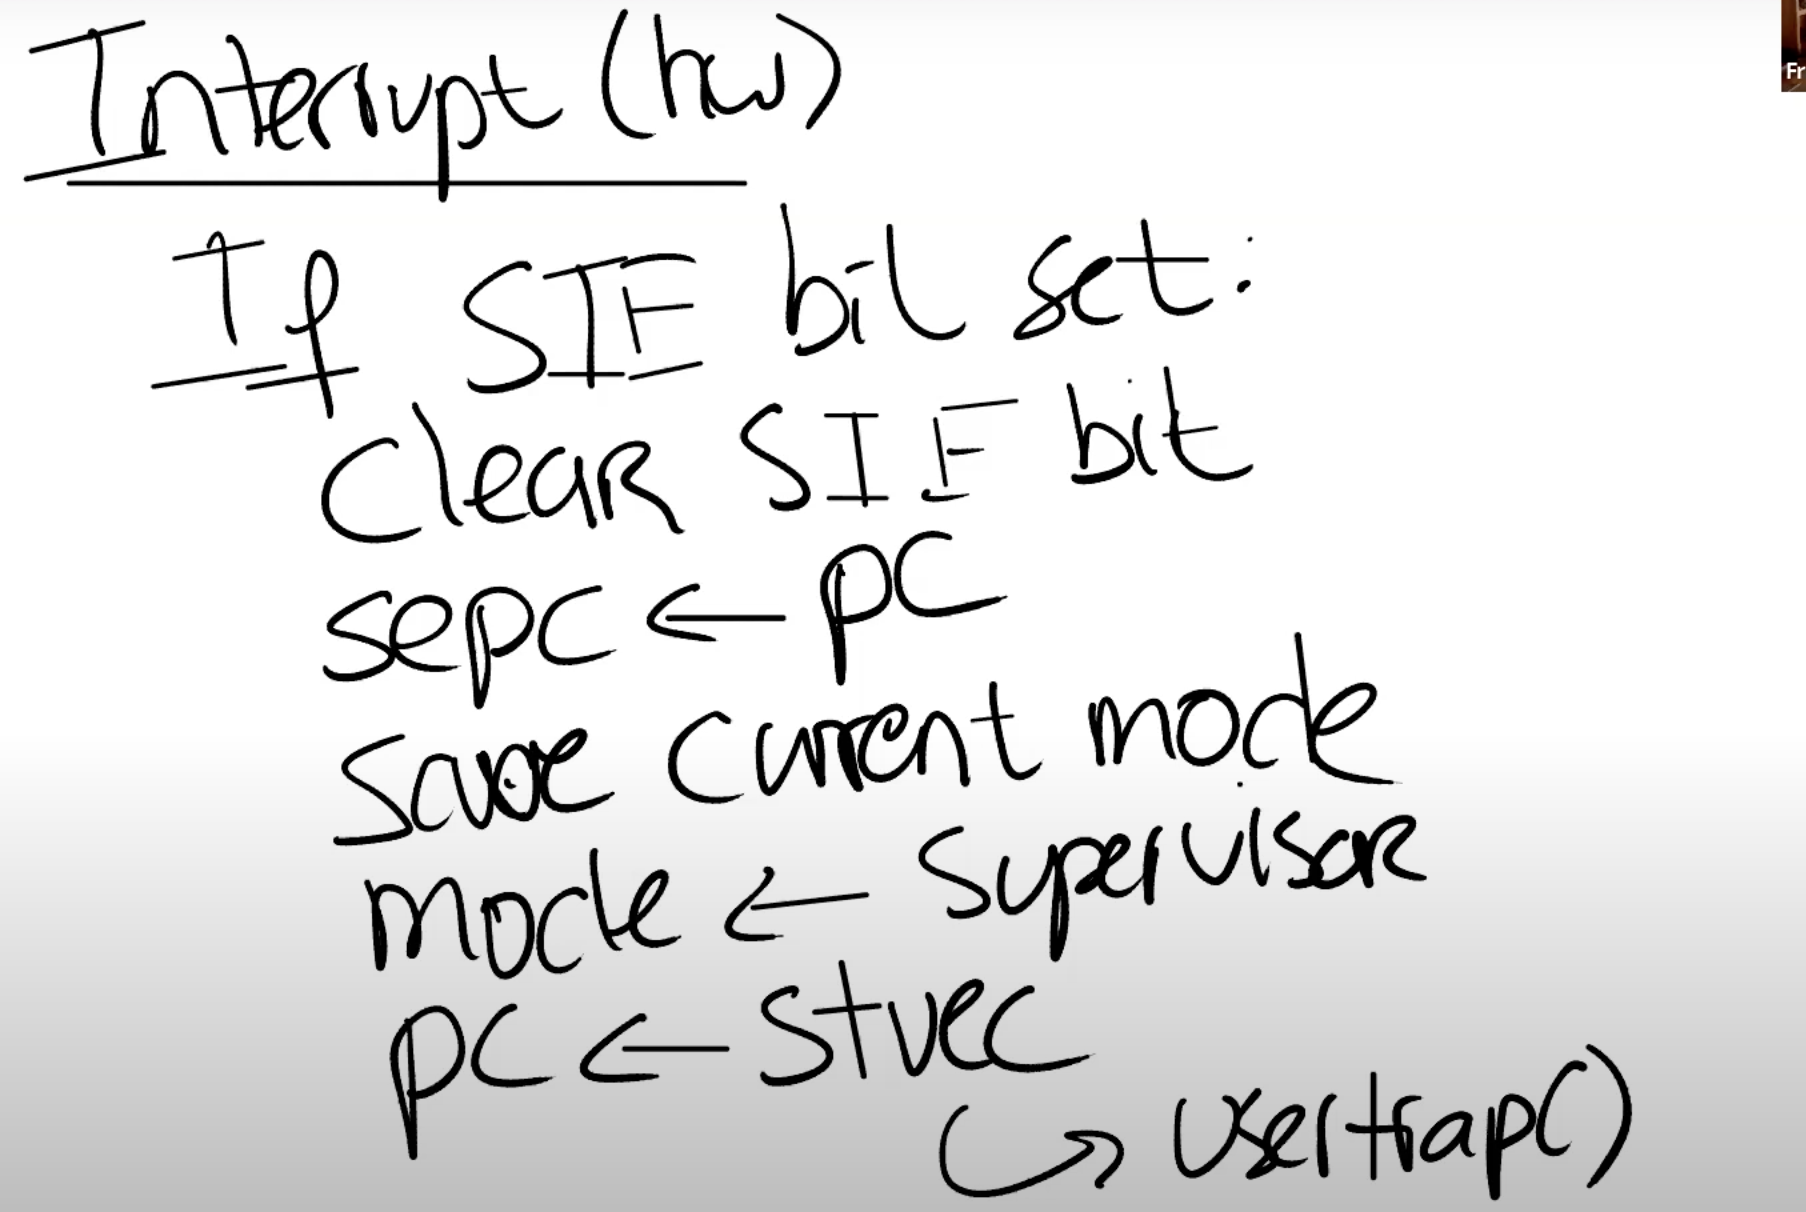 Interrupt (hw)
Fr
If SIE bit set:
clear SIE bit
sepc ← pc
save current mode
mode ← supervisor
pc ← stvec
↪ usertrap()